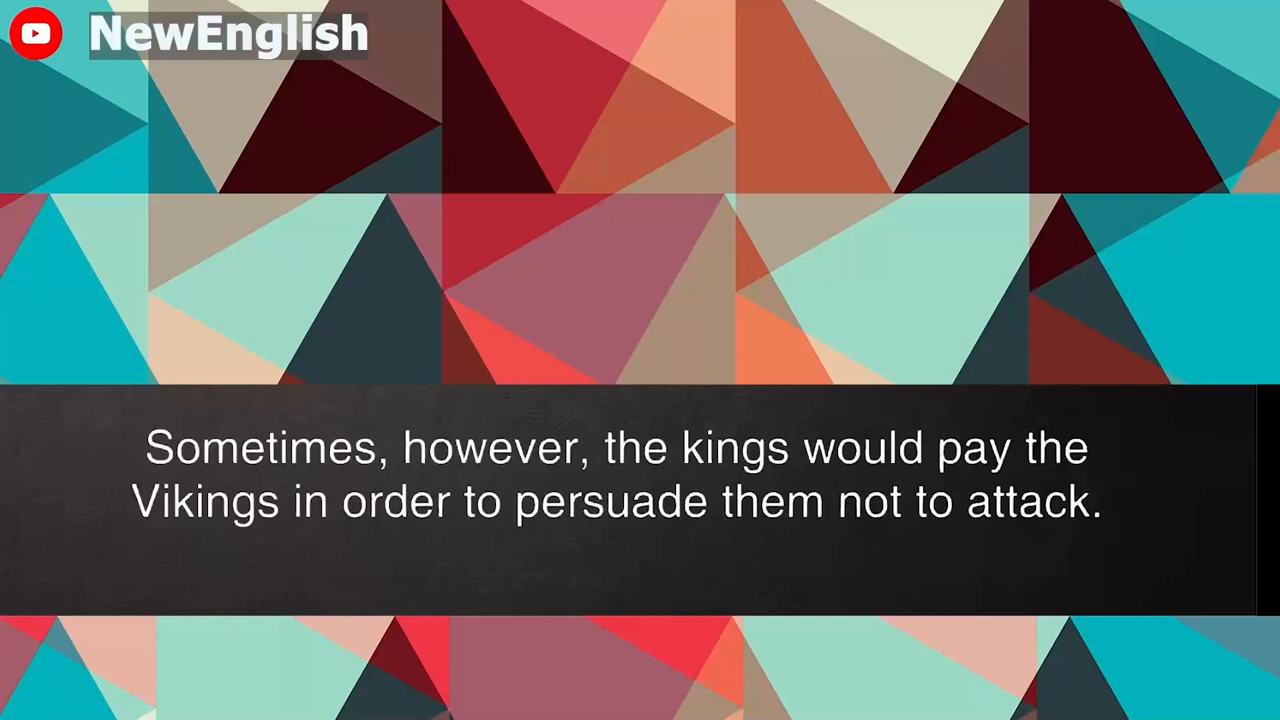 NewEnglish
Sometimes, however, the kings would pay the
Vikings in order to persuade them not to attack.